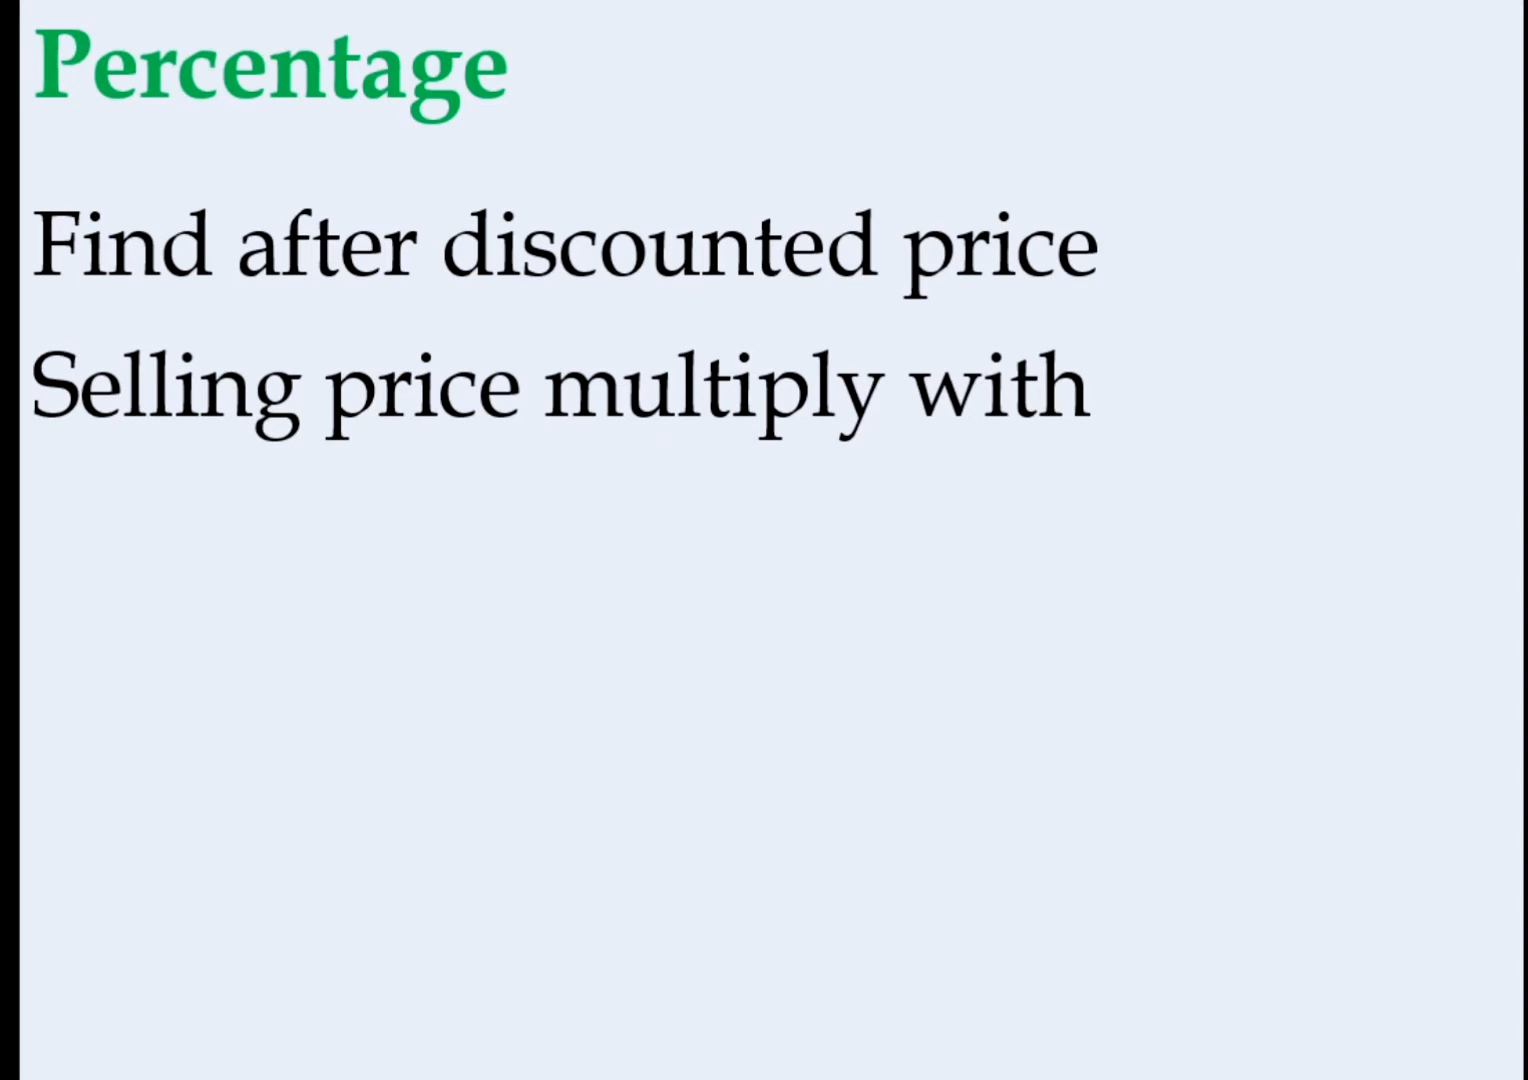 Percentage
Find after discounted price
Selling price multiply with